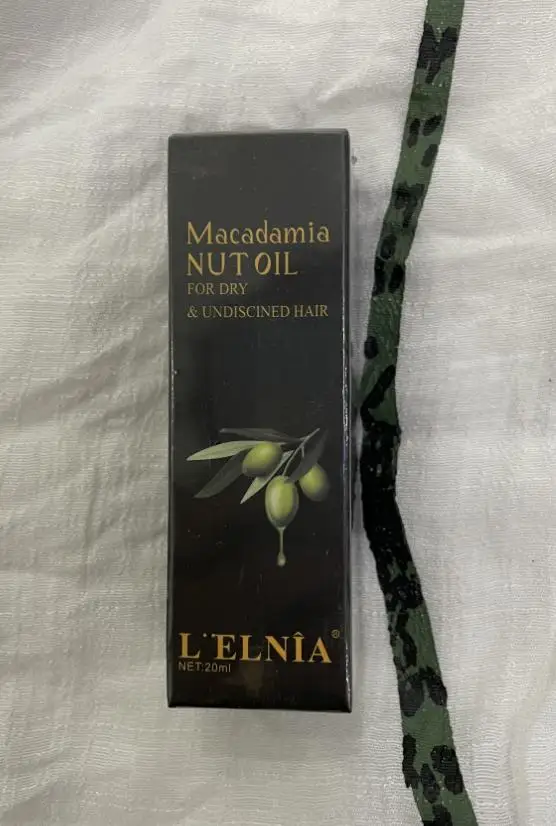 Macadamia
NUT OIL
FOR DRY
& UNDISCINED HAIR
L¨ELNÎA®
NET:20ml